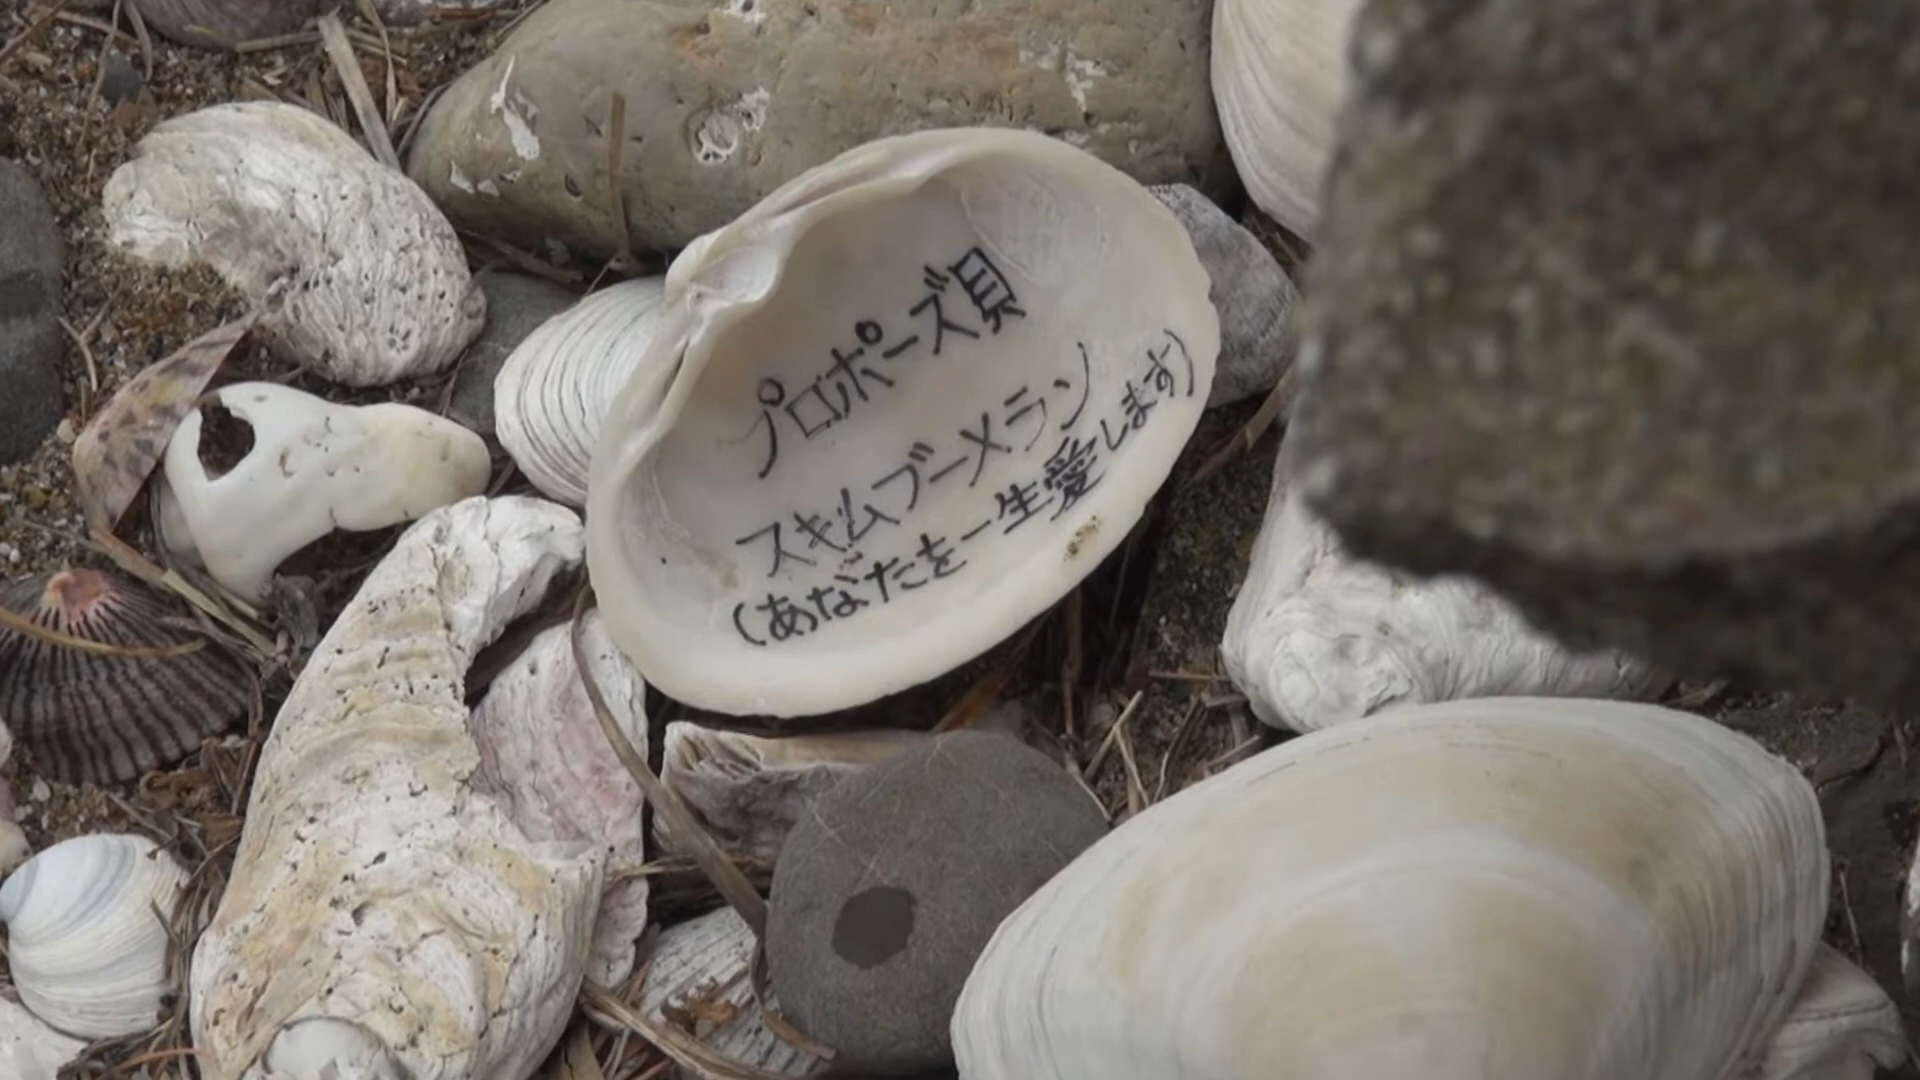 プロポーズ貝
スキムブーメラン
(あなたを一生愛します)